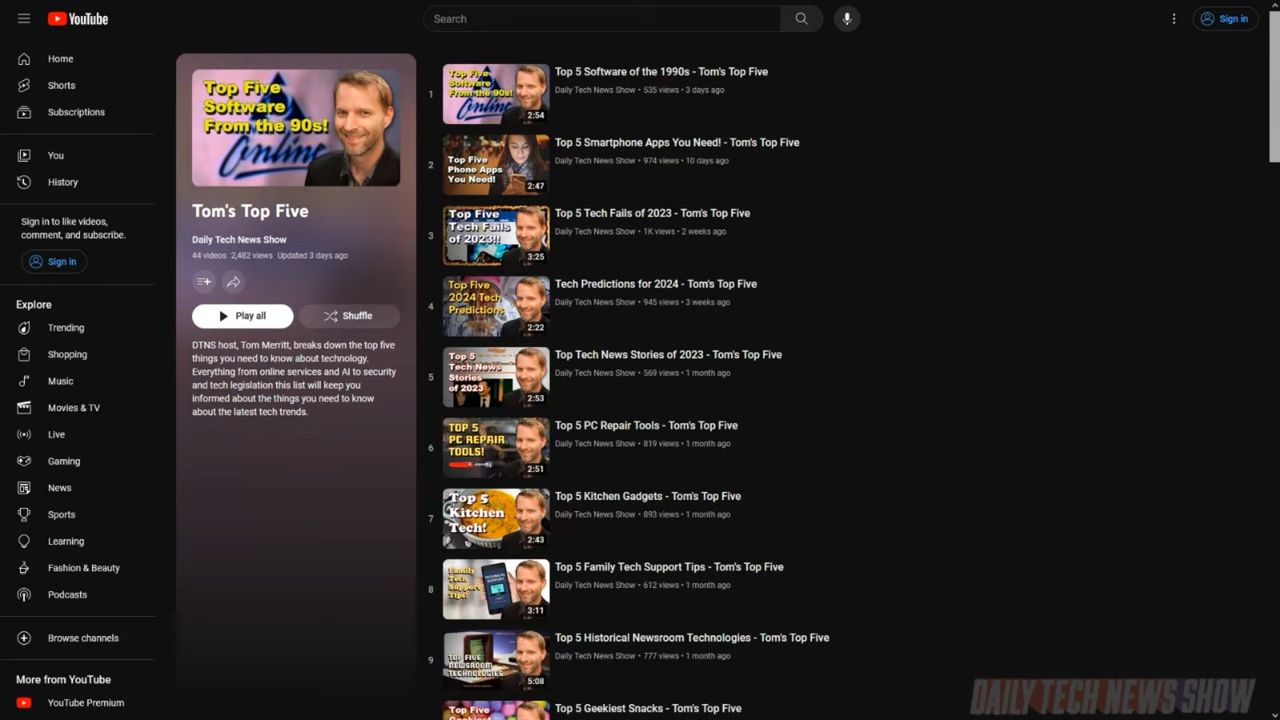 YouTube
Search
Sign in
Home
Shorts
Subscriptions
You
History
Sign in to like videos,
comment, and subscribe.
Sign in
Explore
Trending
Shopping
Music
Movies & TV
Live
Gaming
News
Sports
Learning
Fashion & Beauty
Podcasts
Browse channels
More from YouTube
YouTube Premium
Top Five
Software
From the 90s!
Online
Tom's Top Five
Daily Tech News Show
44 videos 2,482 views Updated 3 days ago
Play all
Shuffle
DTNS host, Tom Merritt, breaks down the top five
things you need to know about technology.
Everything from online services and AI to security
and tech legislation this list will keep you
informed about the things you need to know
about the latest tech trends.
1
Top Five
Software
From the 90s!
Online
2:54
Top 5 Software of the 1990s - Tom's Top Five
Daily Tech News Show • 535 views • 3 days ago
2
Top Five
Phone Apps
You Need!
2:47
Top 5 Smartphone Apps You Need! - Tom's Top Five
Daily Tech News Show • 974 views • 10 days ago
3
Top Five
Tech Fails
of 2023!!
3:25
Top 5 Tech Fails of 2023 - Tom's Top Five
Daily Tech News Show • 1K views • 2 weeks ago
4
Top Five
2024 Tech
Predictions
2:22
Tech Predictions for 2024 - Tom's Top Five
Daily Tech News Show • 945 views • 3 weeks ago
5
Top 5
Tech News
Stories
of 2023
2:53
Top Tech News Stories of 2023 - Tom's Top Five
Daily Tech News Show • 569 views • 1 month ago
6
TOP 5
PC REPAIR
TOOLS!
2:51
Top 5 PC Repair Tools - Tom's Top Five
Daily Tech News Show • 819 views • 1 month ago
7
Top 5
Kitchen
Tech!
2:43
Top 5 Kitchen Gadgets - Tom's Top Five
Daily Tech News Show • 893 views • 1 month ago
8
Family
Tech
Support
Tips!
3:11
Top 5 Family Tech Support Tips - Tom's Top Five
Daily Tech News Show • 612 views • 1 month ago
9
TOP FIVE
NEWSROOM
TECHNOLOGIES
5:08
Top 5 Historical Newsroom Technologies - Tom's Top Five
Daily Tech News Show • 777 views • 1 month ago
Top Five
Top 5 Geekiest Snacks - Tom's Top Five
DAILY TECH NEWS SHOW